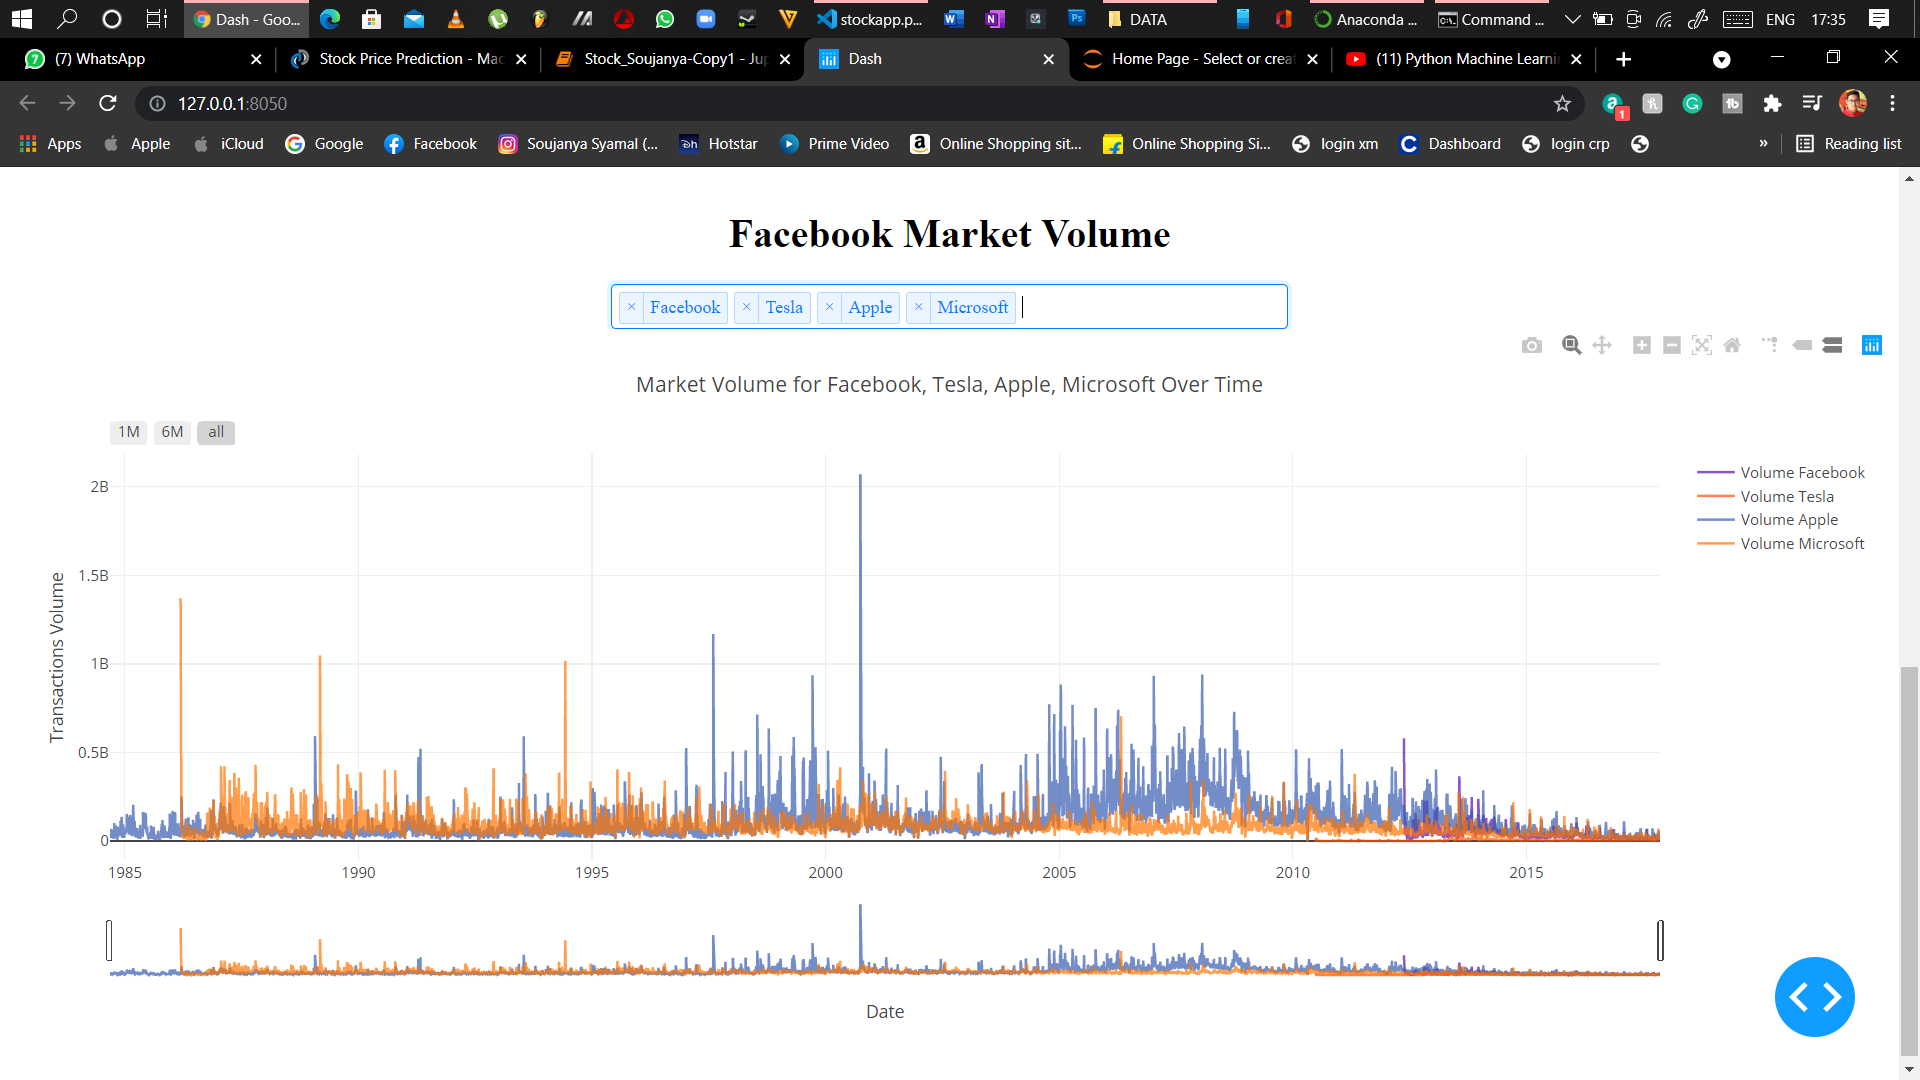 Dash - Goo...
stockapp.p...
DATA
Anaconda ...
Command ...
ENG
17:35
(7) WhatsApp
Stock Price Prediction - Mac
Stock_Soujanya-Copy1 - Jup
Dash
Home Page - Select or creat
(11) Python Machine Learni
127.0.0.1:8050
1
Apps
Apple
iCloud
Google
Facebook
Soujanya Syamal (...
Hotstar
Prime Video
Online Shopping sit...
Online Shopping Si...
login xm
Dashboard
login crp
»
Reading list
Facebook Market Volume
× Facebook × Tesla × Apple × Microsoft
Market Volume for Facebook, Tesla, Apple, Microsoft Over Time
1M 6M all
Volume Facebook
Volume Tesla
Volume Apple
Volume Microsoft
Transactions Volume
2B
1.5B
1B
0.5B
0
1985 1990 1995 2000 2005 2010 2015
Date